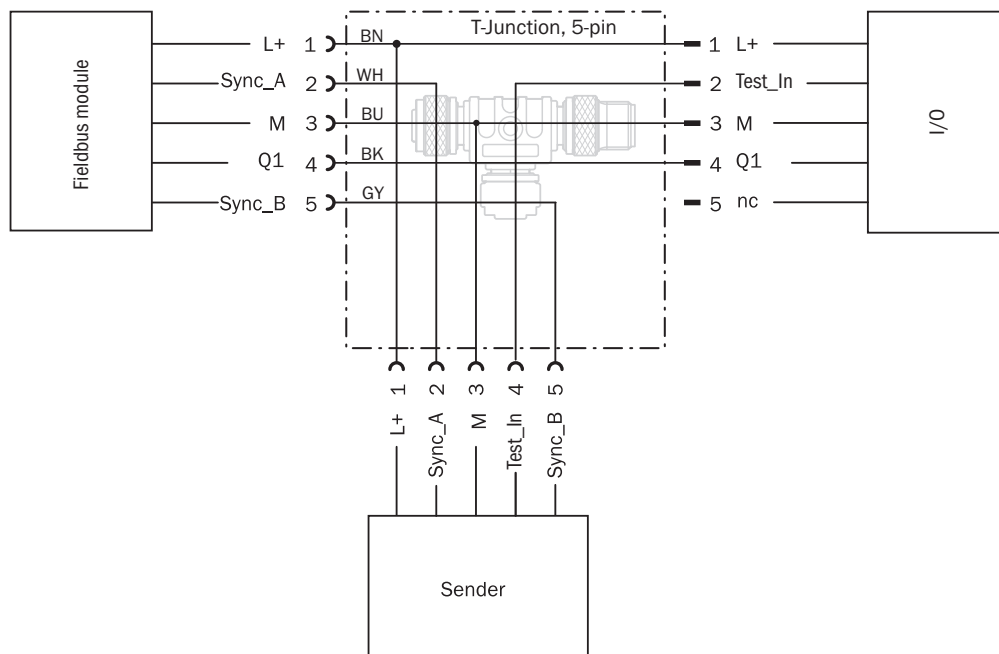 T-Junction, 5-pin
Fieldbus module
L+ 1 BN
Sync_A 2 WH
M 3 BU
Q1 4 BK
Sync_B 5 GY
1 L+
2 Test_In
3 M
4 Q1
5 nc
I/O
1 2 3 4 5
L+ Sync_A M Test_In Sync_B
Sender